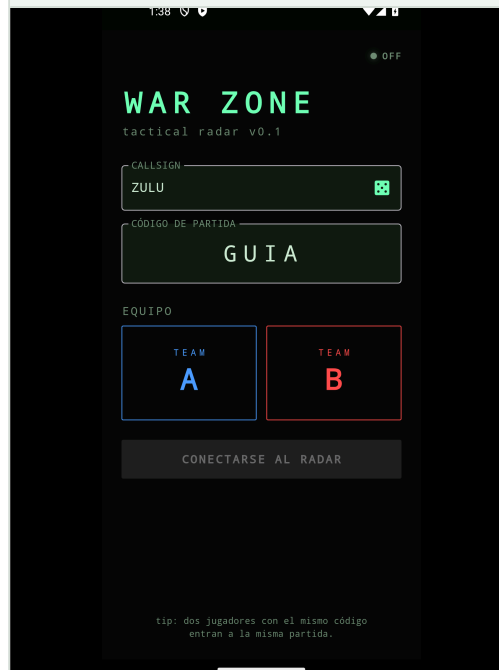 1:38
OFF
WAR ZONE
tactical radar v0.1
CALLSIGN
ZULU
CÓDIGO DE PARTIDA
GUIA
EQUIPO
TEAM
A
TEAM
B
CONECTARSE AL RADAR
tip: dos jugadores con el mismo código
entran a la misma partida.